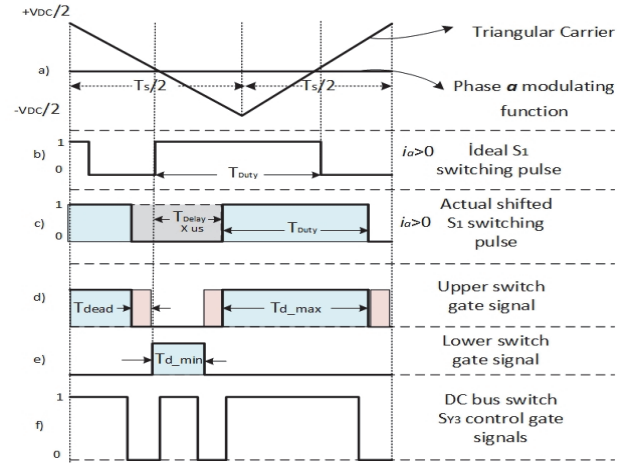 +VDC/2
Triangular Carrier
a)
Ts/2
Ts/2
Phase a modulating
function
-VDC/2
b)
1
0
TDuty
ia>0
İdeal S1
switching pulse
c)
1
0
TDelay
X us
TDuty
ia>0
Actual shifted
S1 switching
pulse
d)
Tdead
Td_max
Upper switch
gate signal
e)
Td_min
Lower switch
gate signal
f)
1
0
DC bus switch
SY3 control gate
signals